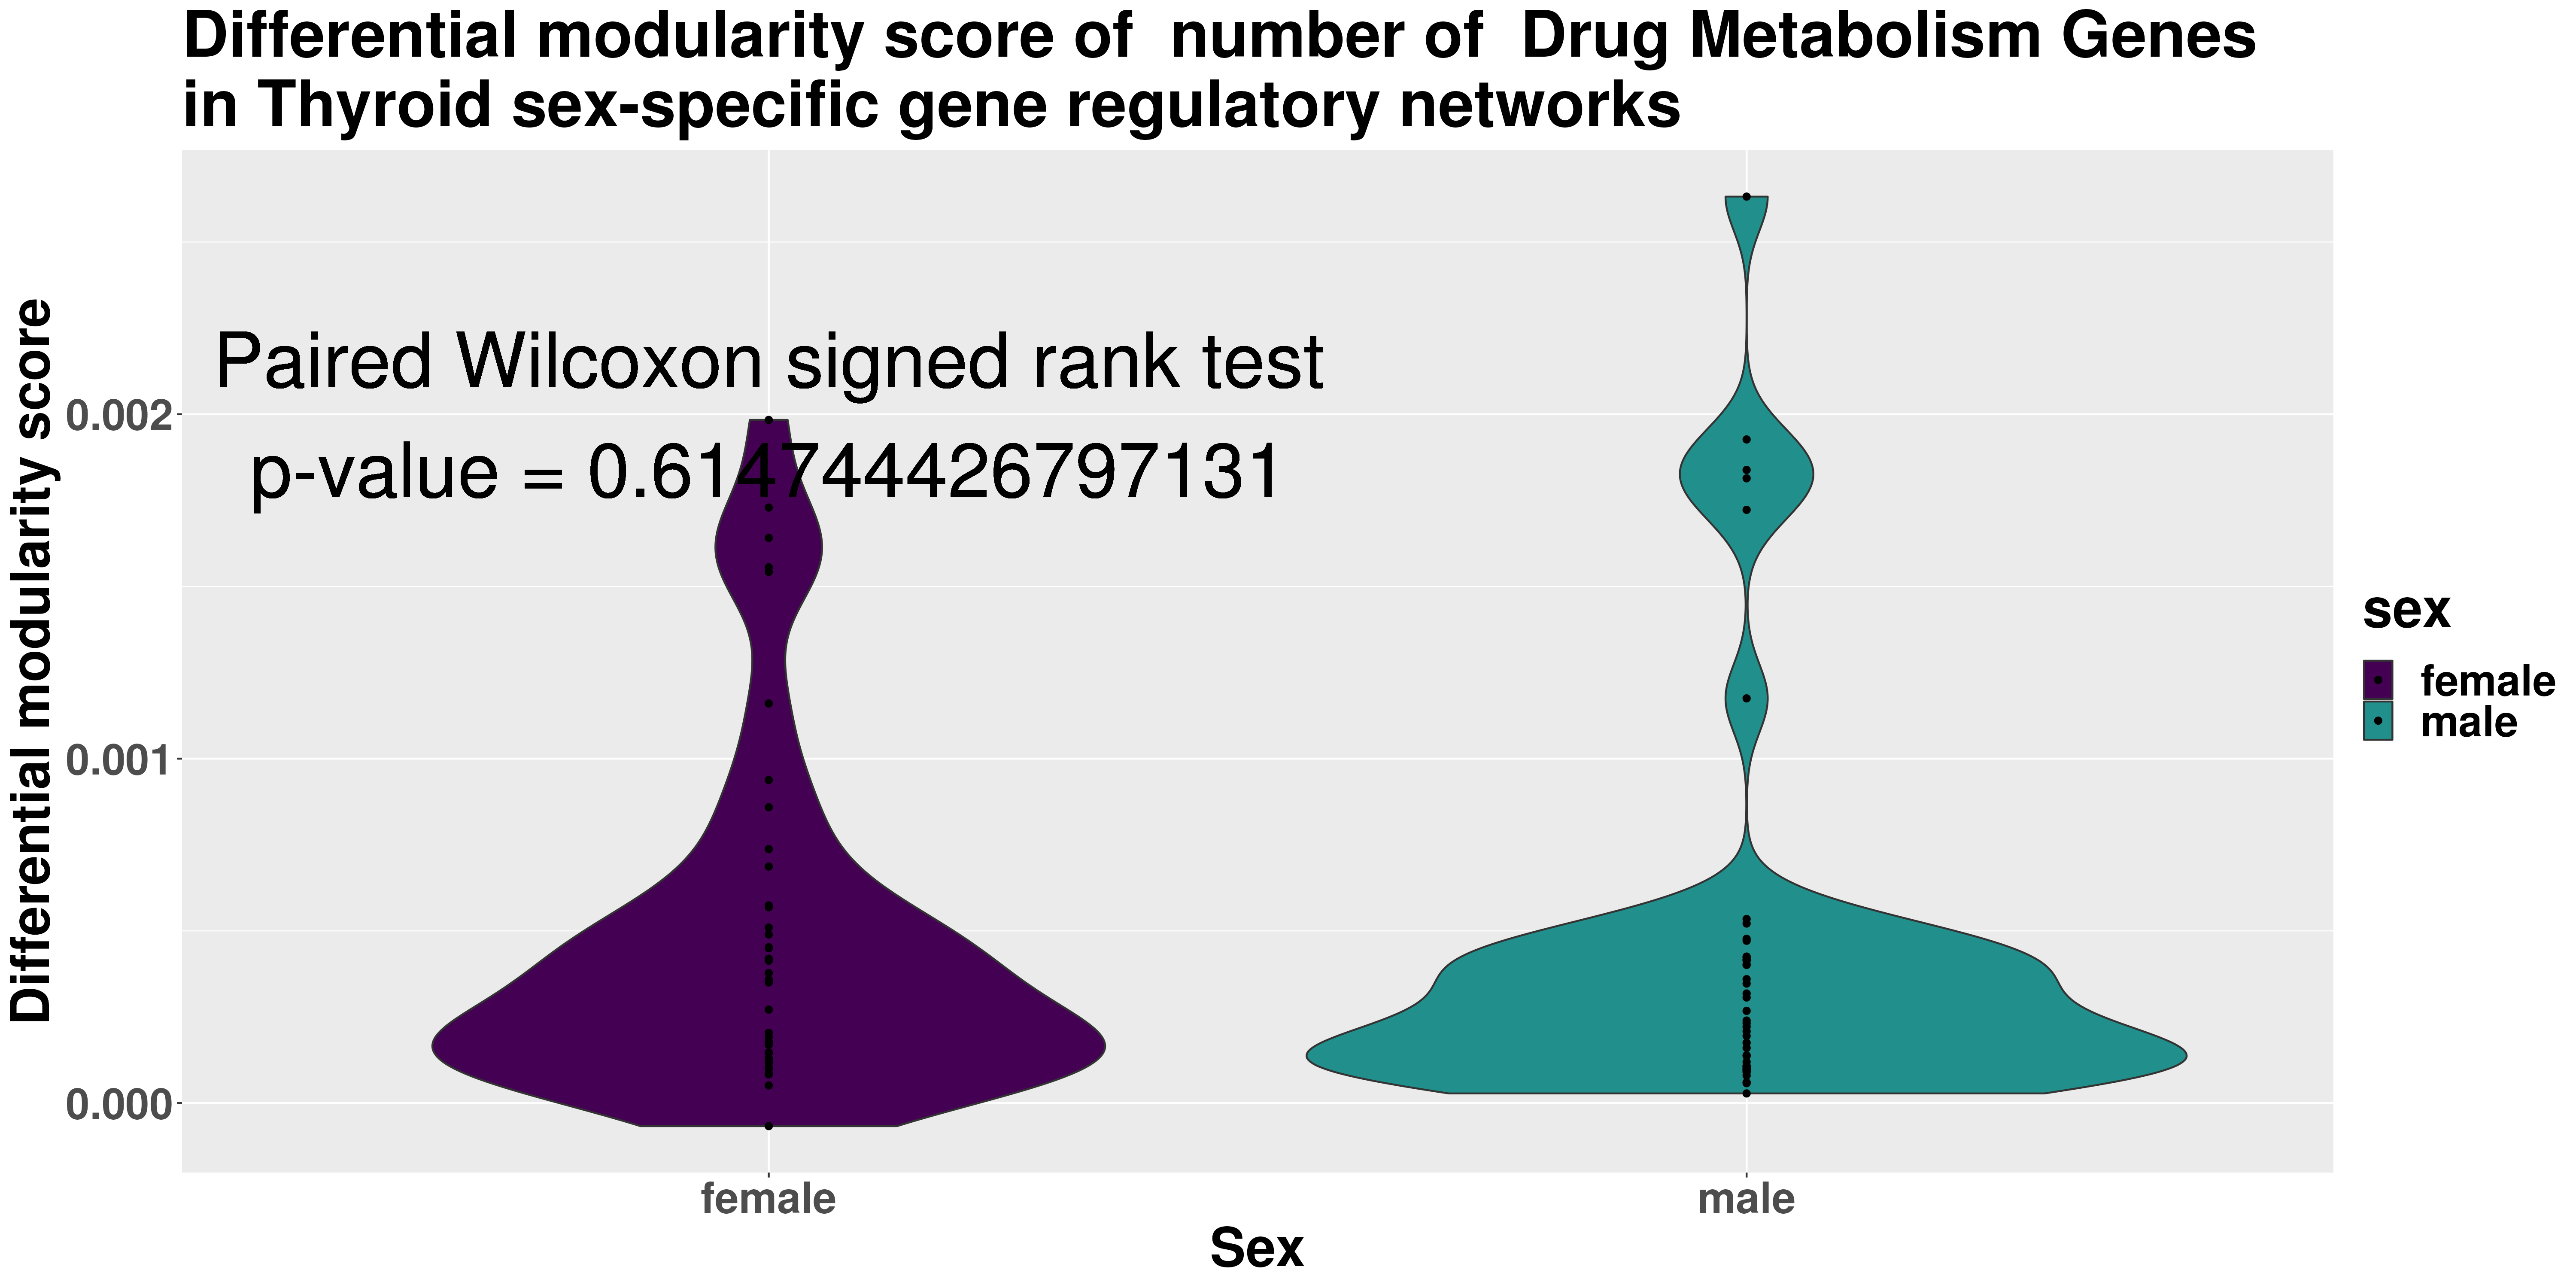 Differential modularity score of  number of  Drug Metabolism Genes
in Thyroid sex-specific gene regulatory networks
Differential modularity score
0.002
0.001
0.000
Paired Wilcoxon signed rank test
p-value = 0.614744426797131
female
male
Sex
sex
female
male